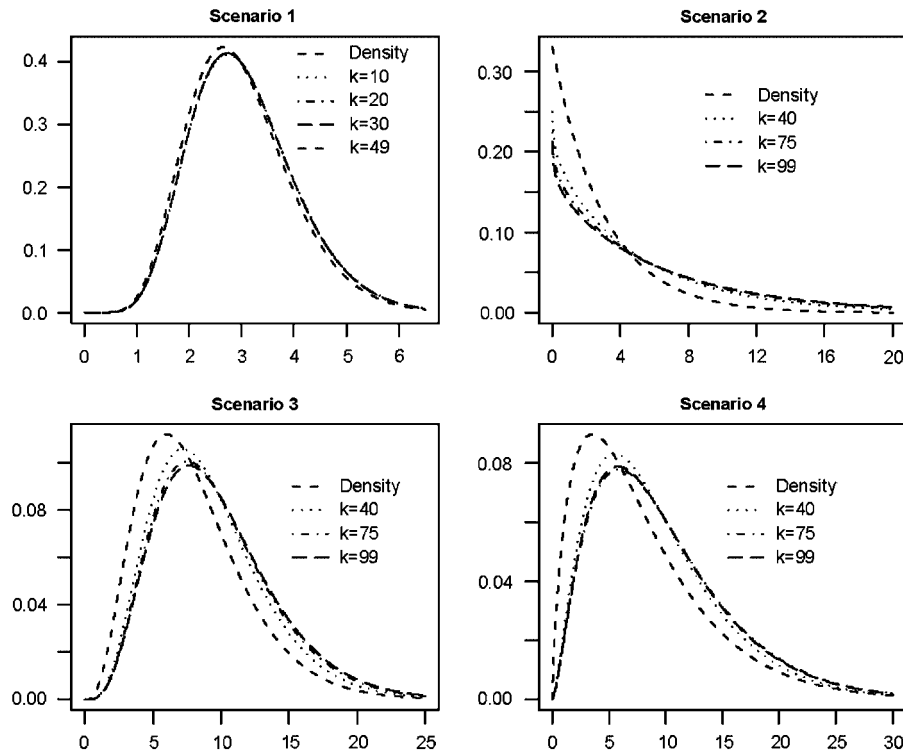 Scenario 1
0.4
0.3
0.2
0.1
0.0
0 1 2 3 4 5 6
Density
k=10
k=20
k=30
k=49
Scenario 2
0.30
0.20
0.10
0.00
0 4 8 12 16 20
Density
k=40
k=75
k=99
Scenario 3
0.08
0.04
0.00
0 5 10 15 20 25
Density
k=40
k=75
k=99
Scenario 4
0.08
0.04
0.00
0 5 10 15 20 25 30
Density
k=40
k=75
k=99